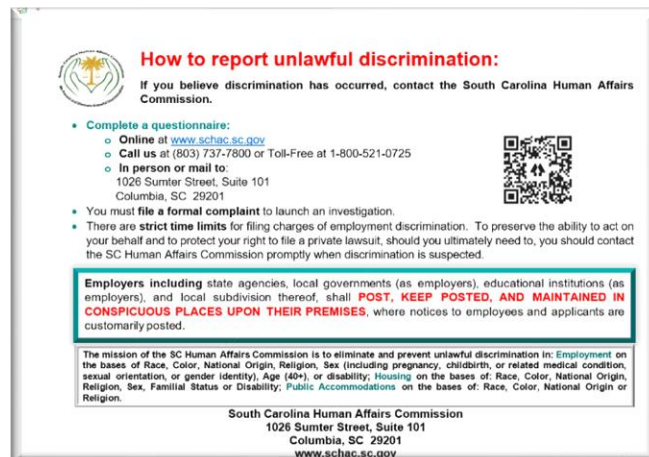 How to report unlawful discrimination:
If you believe discrimination has occurred, contact the South Carolina Human Affairs
Commission.
• Complete a questionnaire:
o Online at www.schac.sc.gov
o Call us at (803) 737-7800 or Toll-Free at 1-800-521-0725
o In person or mail to:
1026 Sumter Street, Suite 101
Columbia, SC 29201
• You must file a formal complaint to launch an investigation.
• There are strict time limits for filing charges of employment discrimination. To preserve the ability to act on
your behalf and to protect your right to file a private lawsuit, should you ultimately need to, you should contact
the SC Human Affairs Commission promptly when discrimination is suspected.
Employers including state agencies, local governments (as employers), educational institutions (as
employers), and local subdivision thereof, shall POST, KEEP POSTED, AND MAINTAINED IN
CONSPICUOUS PLACES UPON THEIR PREMISES, where notices to employees and applicants are
customarily posted.
The mission of the SC Human Affairs Commission is to eliminate and prevent unlawful discrimination in: Employment on
the bases of Race, Color, National Origin, Religion, Sex (including pregnancy, childbirth, or related medical condition,
sexual orientation, or gender identity), Age (40+), or disability; Housing on the bases of: Race, Color, National Origin,
Religion, Sex, Familial Status or Disability; Public Accommodations on the bases of: Race, Color, National Origin or
Religion.
South Carolina Human Affairs Commission
1026 Sumter Street, Suite 101
Columbia, SC 29201
www.schac.sc.gov